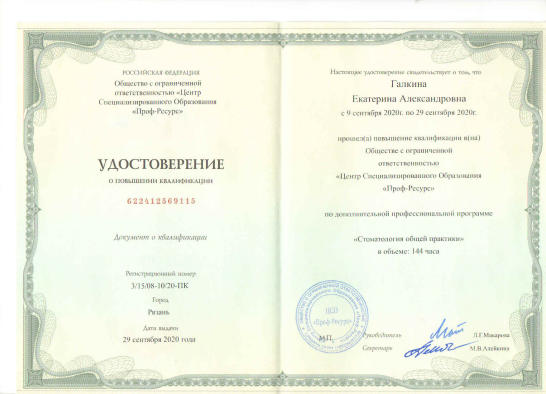 РОССИЙСКАЯ ФЕДЕРАЦИЯ
Общество с ограниченной
ответственностью «Центр
Специализированного Образования
«Проф-Ресурс»
УДОСТОВЕРЕНИЕ
О ПОВЫШЕНИИ КВАЛИФИКАЦИИ
622412569115
Документ о квалификации
Регистрационный номер
3/15/08-10/20-ПК
Город
Рязань
Дата выдачи
29 сентября 2020 года
Настоящее удостоверение свидетельствует о том, что
Галкина
Екатерина Александровна
с 9 сентября 2020г. по 29 сентября 2020г.
прошел(а) повышение квалификации в(на)
Обществе с ограниченной
ответственностью
«Центр Специализированного Образования
«Проф-Ресурс»
по дополнительной профессиональной программе
«Стоматология общей практики»
в объеме: 144 часа
ЦСО
«Проф-Ресурс»
М.П.
Руководитель
Л.Г.Макарова
Секретарь
М.В.Алейкина